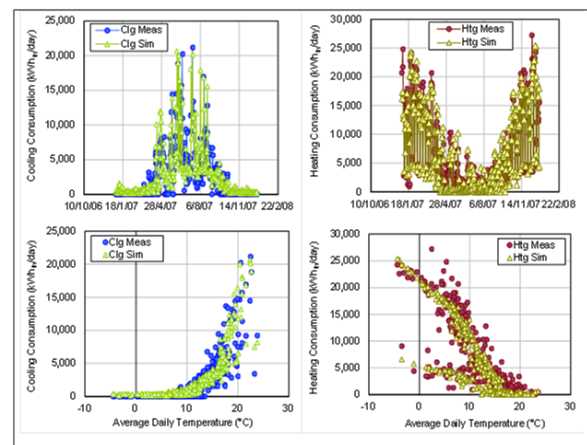 Cooling Consumption (kWh_th/day)
25,000
20,000
15,000
10,000
5,000
0
Clg Meas
Clg Sim
10/10/06 18/1/07 28/4/07 6/8/07 14/11/07 22/2/08
Heating Consumption (kWh_th/day)
30,000
25,000
20,000
15,000
10,000
5,000
0
Htg Meas
Htg Sim
10/10/06 18/1/07 28/4/07 6/8/07 14/11/07 22/2/08
Cooling Consumption (kWh_th/day)
25,000
20,000
15,000
10,000
5,000
0
Clg Meas
Clg Sim
-10 0 10 20 30
Average Daily Temperature (°C)
Heating Consumption (kWh_th/day)
30,000
25,000
20,000
15,000
10,000
5,000
0
Htg Meas
Htg Sim
-10 0 10 20 30
Average Daily Temperature (°C)